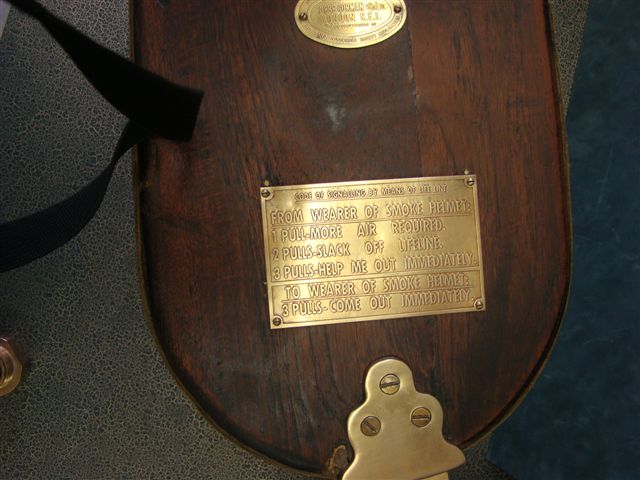 GORMAN
LONDON S.E.1.
CODE OF SIGNALLING BY MEANS OF LIFE LINE
FROM WEARER OF SMOKE HELMET:
1 PULL-MORE AIR REQUIRED.
2 PULLS-SLACK OFF LIFELINE.
3 PULLS-HELP ME OUT IMMEDIATELY.
TO WEARER OF SMOKE HELMET:
3 PULLS-COME OUT IMMEDIATELY